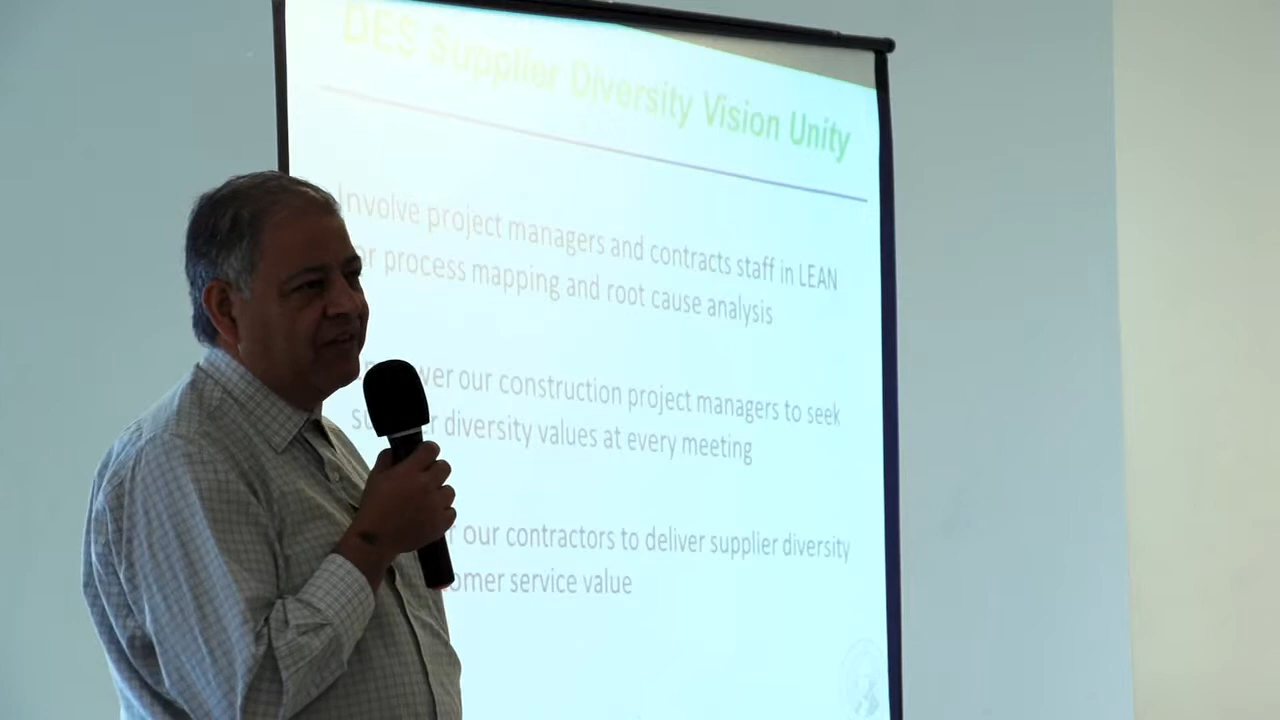 DES Supplier Diversity Vision Unity
Involve project managers and contracts staff in LEAN
process mapping and root cause analysis
our construction project managers to seek
diversity values at every meeting
our contractors to deliver supplier diversity
service value